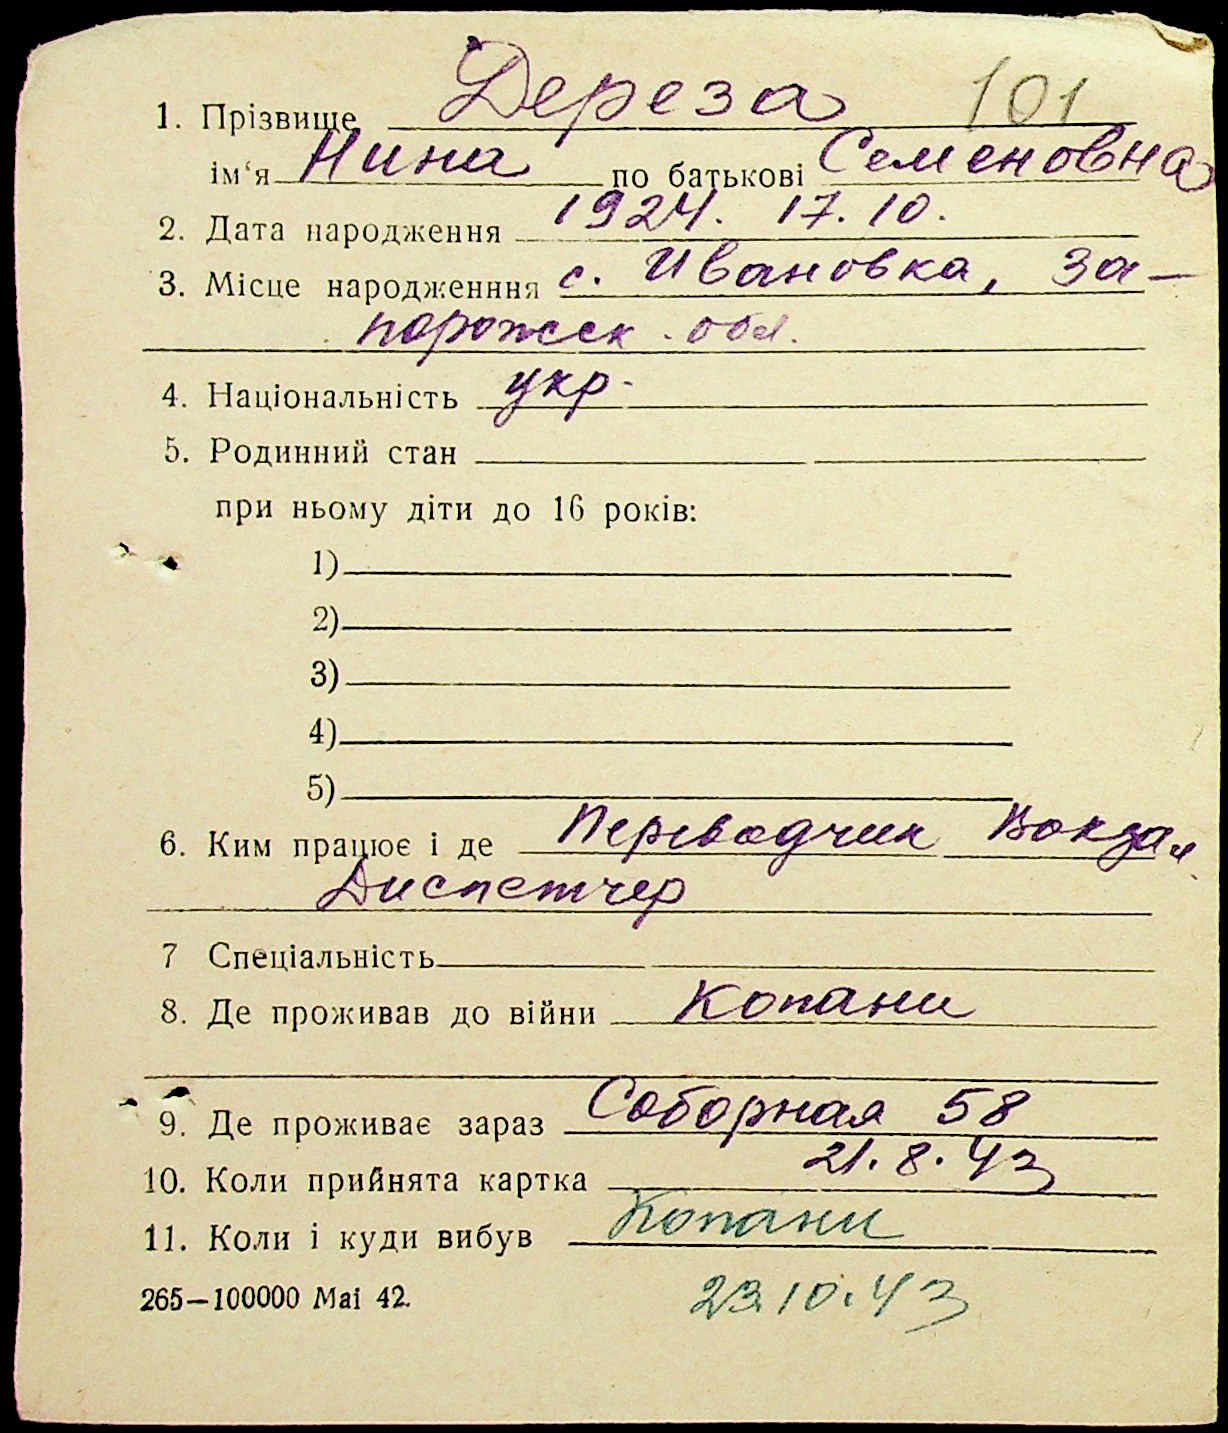 1. Прізвище Дереза 101
ім‘я Нина по батькові Семеновна
2. Дата народження 1924. 17.10.
3. Місце народженння с. Ивановка, За-
порожск. обл.
4. Національність укр.
5. Родинний стан
при ньому діти до 16 років:
1)
2)
3)
4)
5)
6. Ким працює і де Переводчик Вокзал
Диспетчер
7 Спеціальність
8. Де проживав до війни Копани
9. Де проживає зараз Соборная 58
10. Коли прийнята картка 21.8.43
11. Коли і куди вибув Копани
265—100000 Mai 42.
23.10.43